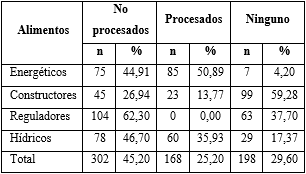 Alimentos No procesados Procesados Ninguno
n % n % n %
Energéticos 75 44,91 85 50,89 7 4,20
Constructores 45 26,94 23 13,77 99 59,28
Reguladores 104 62,30 0 0,00 63 37,70
Hídricos 78 46,70 60 35,93 29 17,37
Total 302 45,20 168 25,20 198 29,60